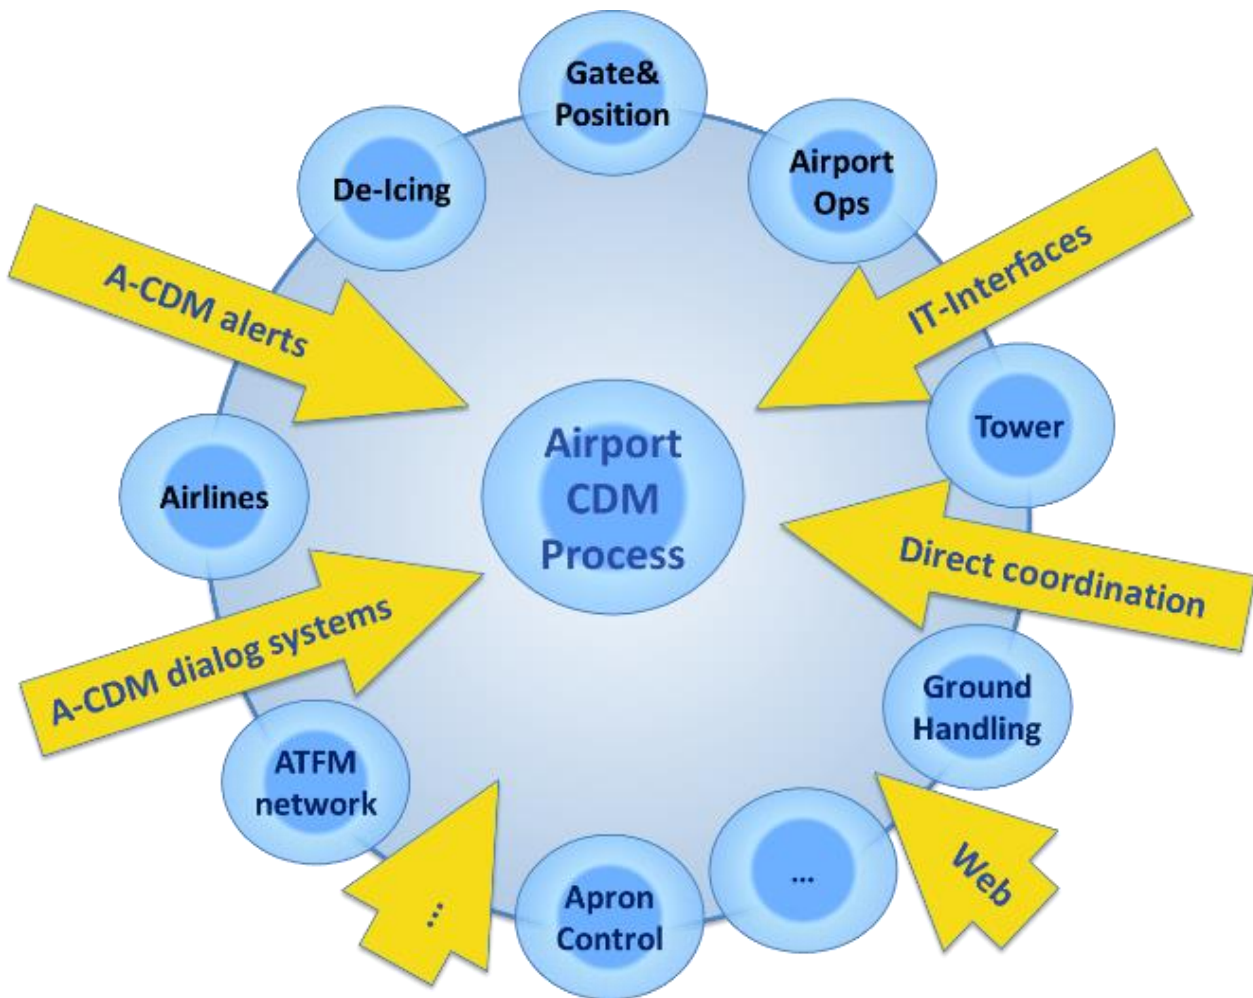 Gate&
Position
De-Icing
Airport
Ops
A-CDM alerts
IT-Interfaces
Airport
CDM
Process
Tower
Airlines
Direct coordination
A-CDM dialog systems
Ground
Handling
ATFM
network
...
Web
...
Apron
Control